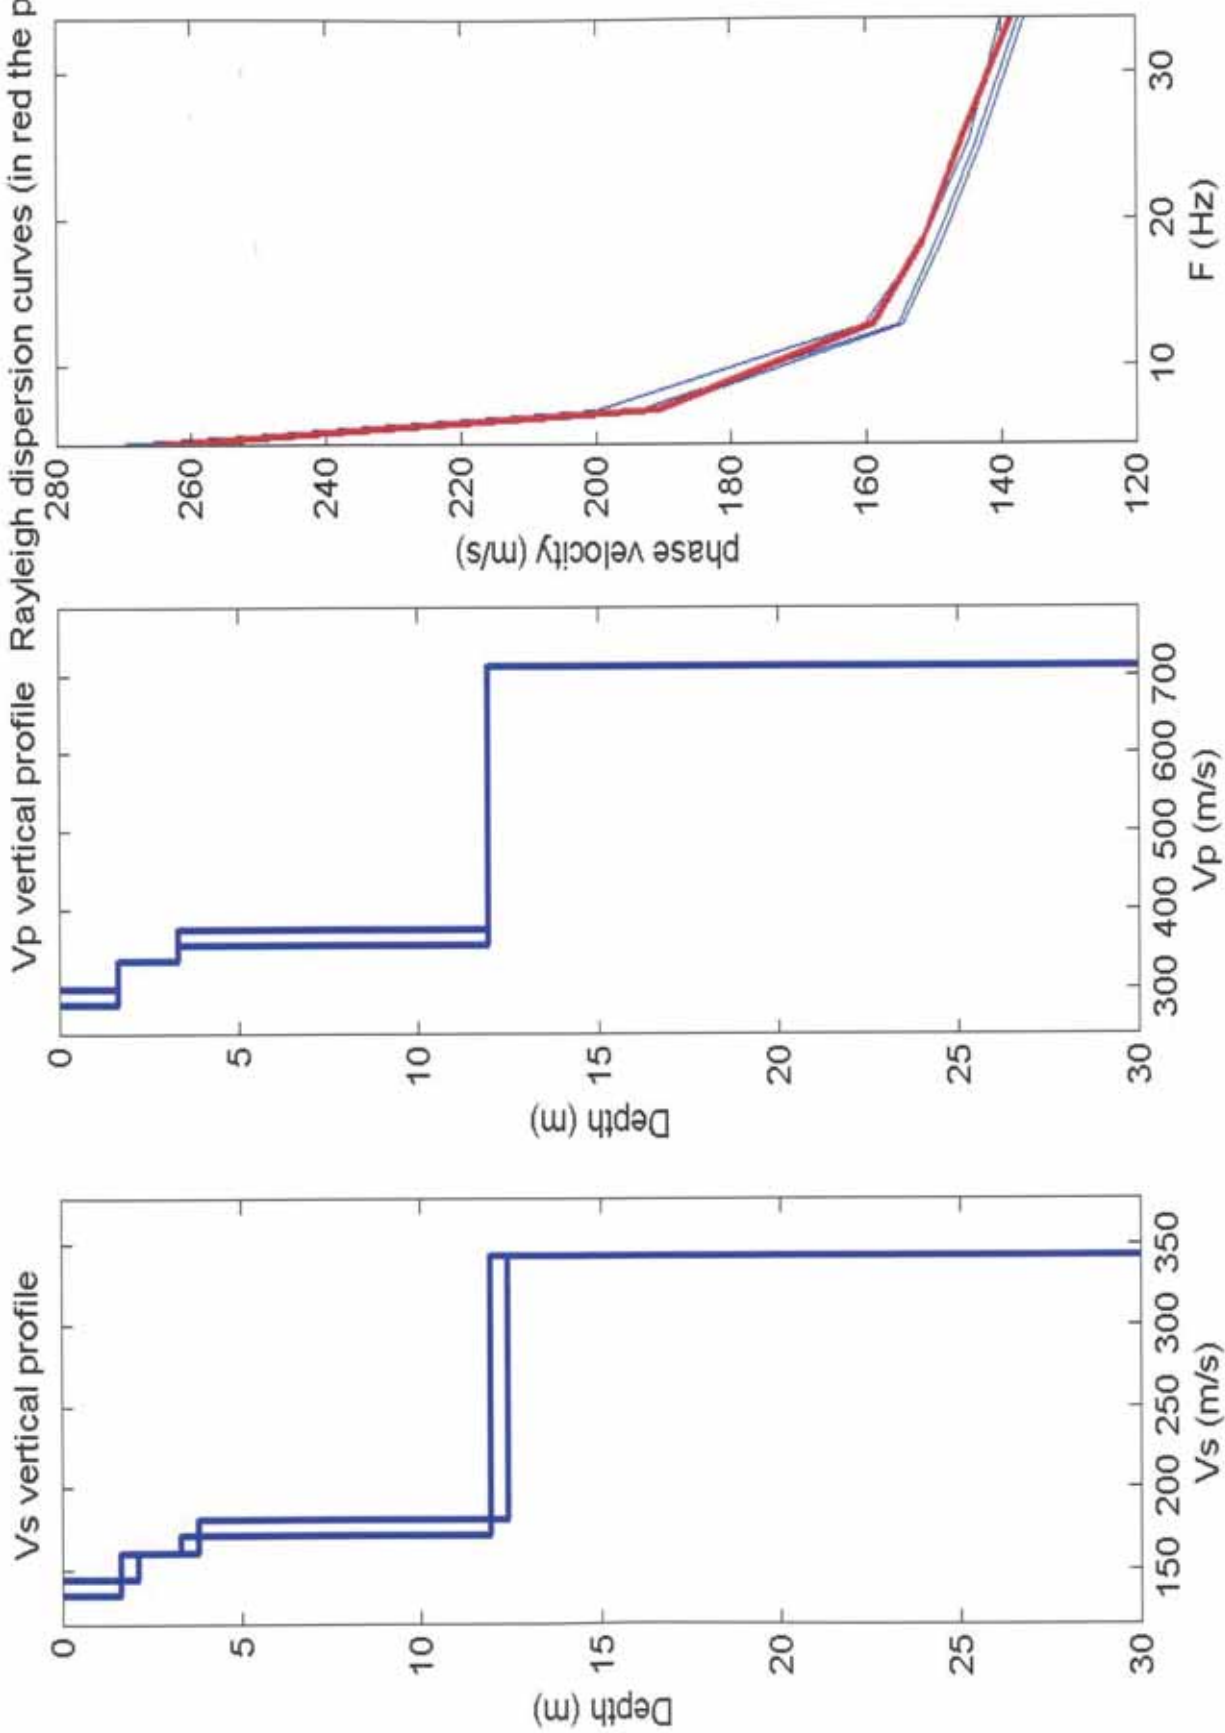 Vs vertical profile
Depth (m)
0
5
10
15
20
25
30
150 200 250 300 350
Vs (m/s)
Vp vertical profile
Depth (m)
0
5
10
15
20
25
30
300 400 500 600 700
Vp (m/s)
Rayleigh dispersion curves (in red the p
phase velocity (m/s)
280
260
240
220
200
180
160
140
120
10 20 30
F (Hz)